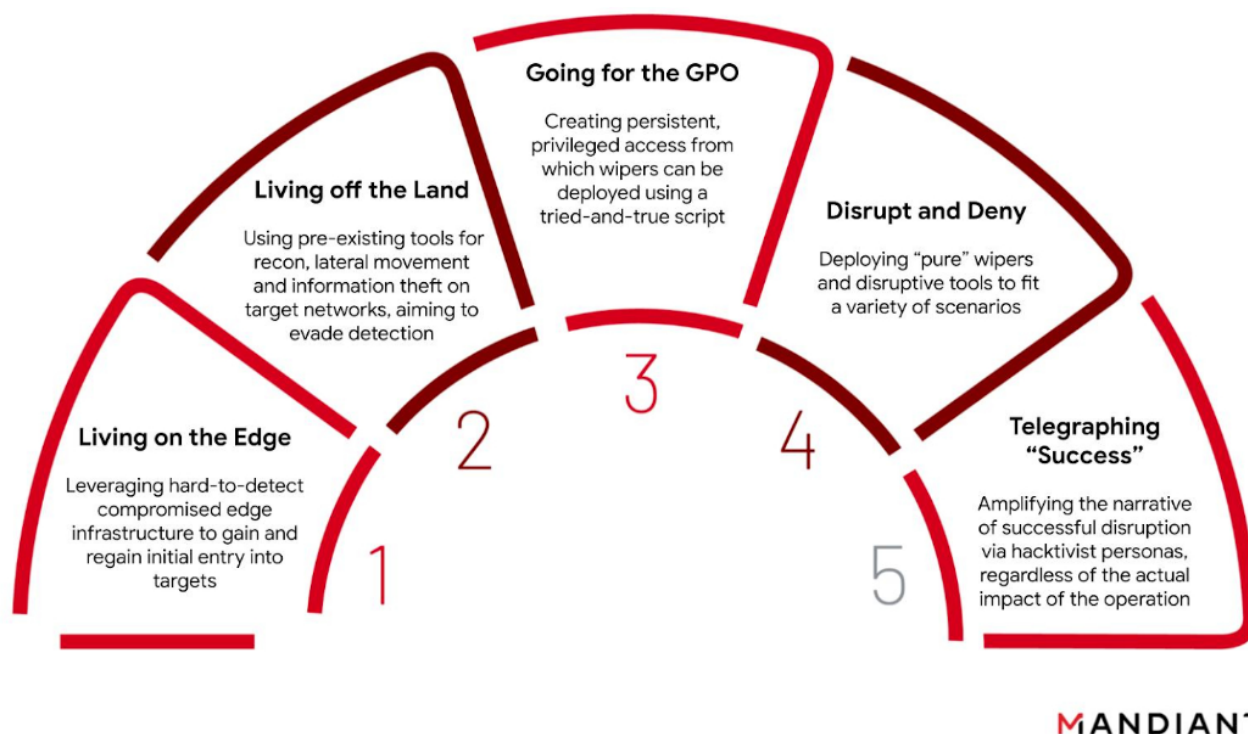 Living on the Edge
Leveraging hard-to-detect
compromised edge
infrastructure to gain and
regain initial entry into
targets
1
Living off the Land
Using pre-existing tools for
recon, lateral movement
and information theft on
target networks, aiming to
evade detection
2
Going for the GPO
Creating persistent,
privileged access from
which wipers can be
deployed using a
tried-and-true script
3
Disrupt and Deny
Deploying “pure” wipers
and disruptive tools to fit
a variety of scenarios
4
Telegraphing
“Success”
Amplifying the narrative
of successful disruption
via hacktivist personas,
regardless of the actual
impact of the operation
5
MANDIANT